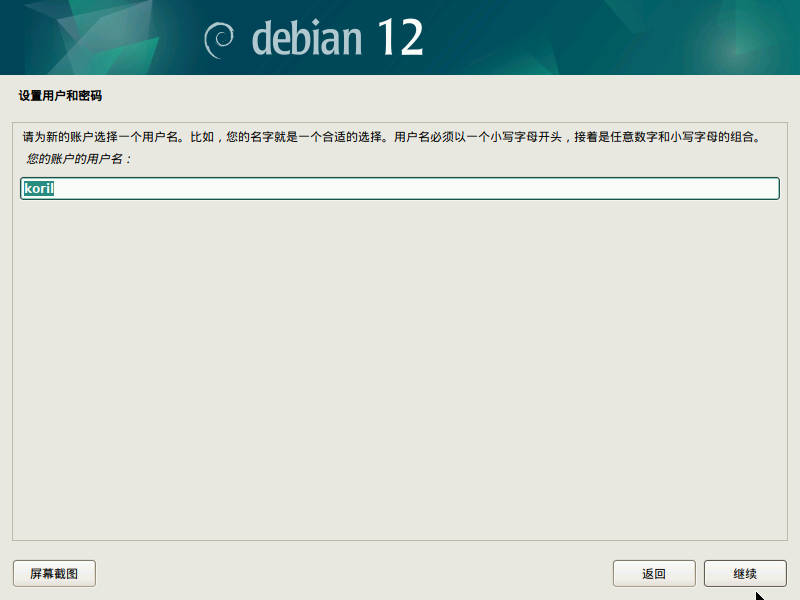 debian 12
设置用户和密码
请为新的账户选择一个用户名。比如，您的名字就是一个合适的选择。用户名必须以一个小写字母开头，接着是任意数字和小写字母的组合。
您的账户的用户名：
koril
屏幕截图
返回
继续